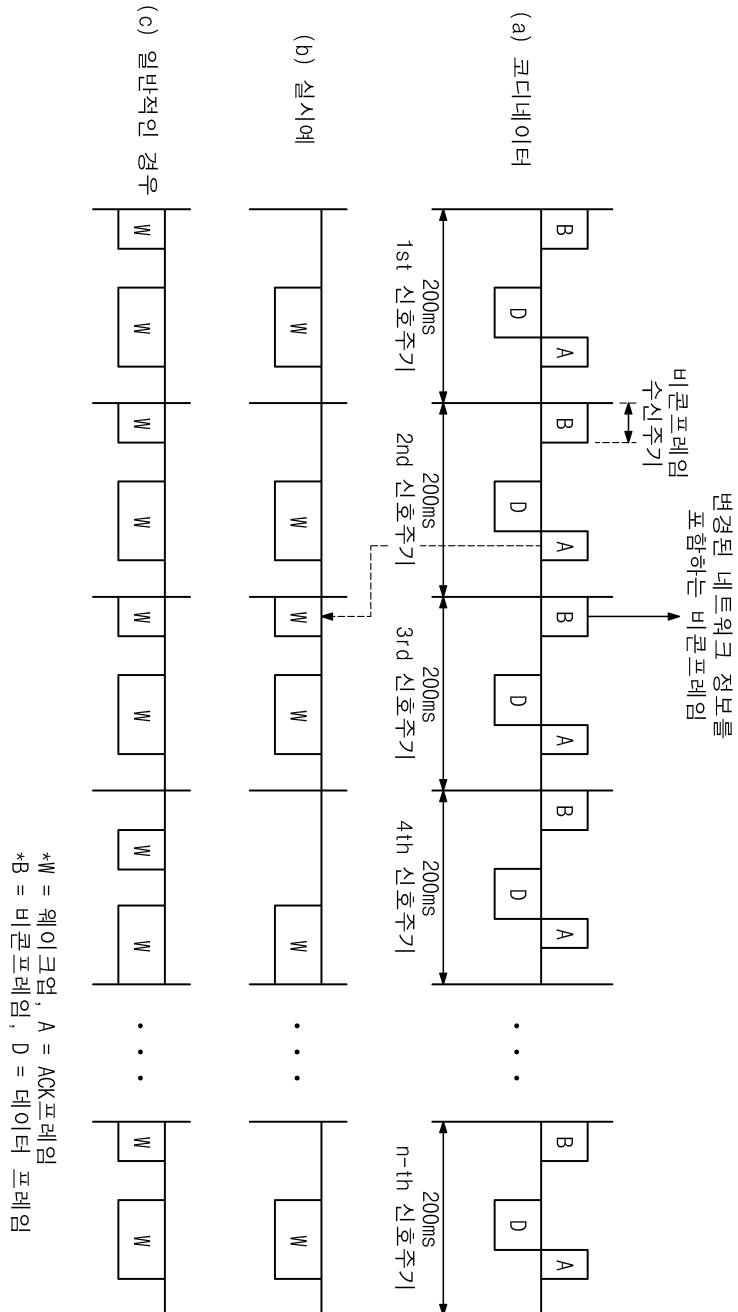 변경된 네트워크 정보를
포함하는 비콘프레임
비콘프레임
수신주기
(a) 코디네이터
B D A B D A B D A B D A B D A
200ms 200ms 200ms 200ms 200ms
1st 신호주기 2nd 신호주기 3rd 신호주기 4th 신호주기 n-th 신호주기
(b) 실시예
W W W W W W
(c) 일반적인 경우
W W W W W W W W W W
*W = 웨이크업, A = ACK프레임
*B = 비콘프레임, D = 데이터 프레임